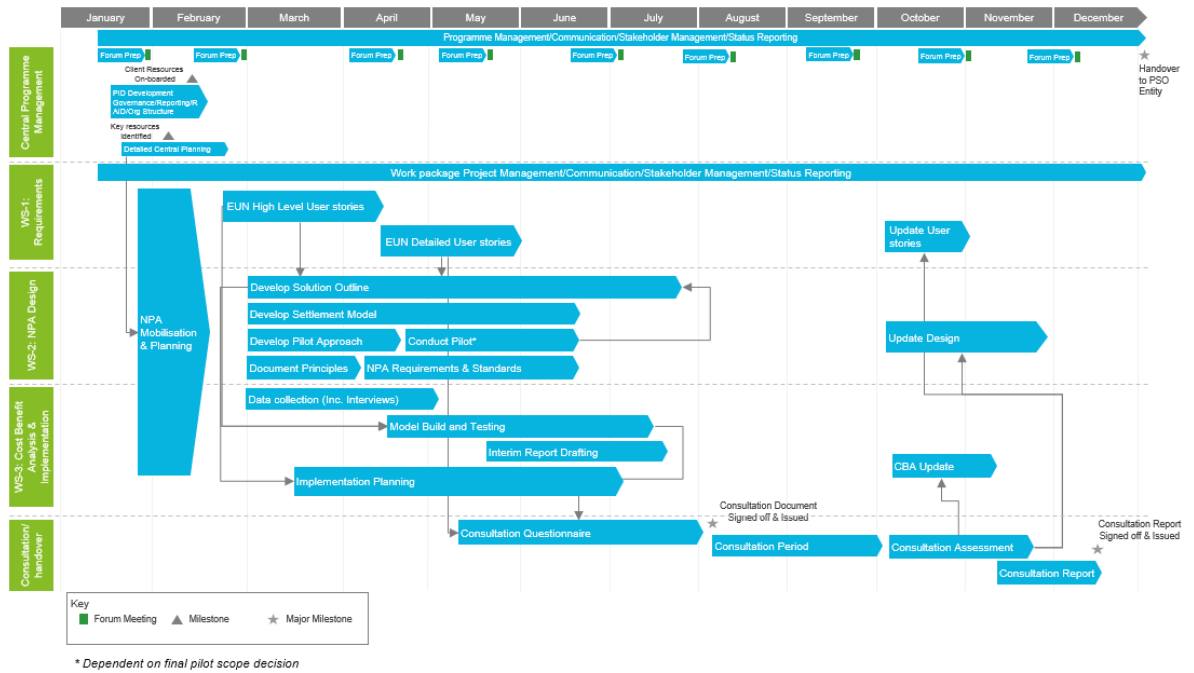 January February March April May June July August September October November December
Programme Management/Communication/Stakeholder Management/Status Reporting
Forum Prep Forum Prep Forum Prep Forum Prep Forum Prep Forum Prep Forum Prep Forum Prep Forum Prep
Central Programme
Management
Client Resources
On-boarded
Handover
to PSO
Entity
PID Development
Governance/Reporting/R
AID/Org Structure
Key resources
Identified
Detailed Central Planning
Work package Project Management/Communication/Stakeholder Management/Status Reporting
WS-1:
Requirements
EUN High Level User stories
EUN Detailed User stories
Update User
stories
WS-2: NPA Design
NPA
Mobilisation
& Planning
Develop Solution Outline
Develop Settlement Model
Develop Pilot Approach
Conduct Pilot*
Update Design
Document Principles
NPA Requirements & Standards
WS-3: Cost Benefit
Analysis &
Implementation
Data collection (Inc. Interviews)
Model Build and Testing
Interim Report Drafting
CBA Update
Implementation Planning
Consultation/
handover
Consultation Document
Signed off & Issued
Consultation Questionnaire
Consultation Report
Signed off & Issued
Consultation Period
Consultation Assessment
Consultation Report
Key
Forum Meeting
Milestone
Major Milestone
* Dependent on final pilot scope decision